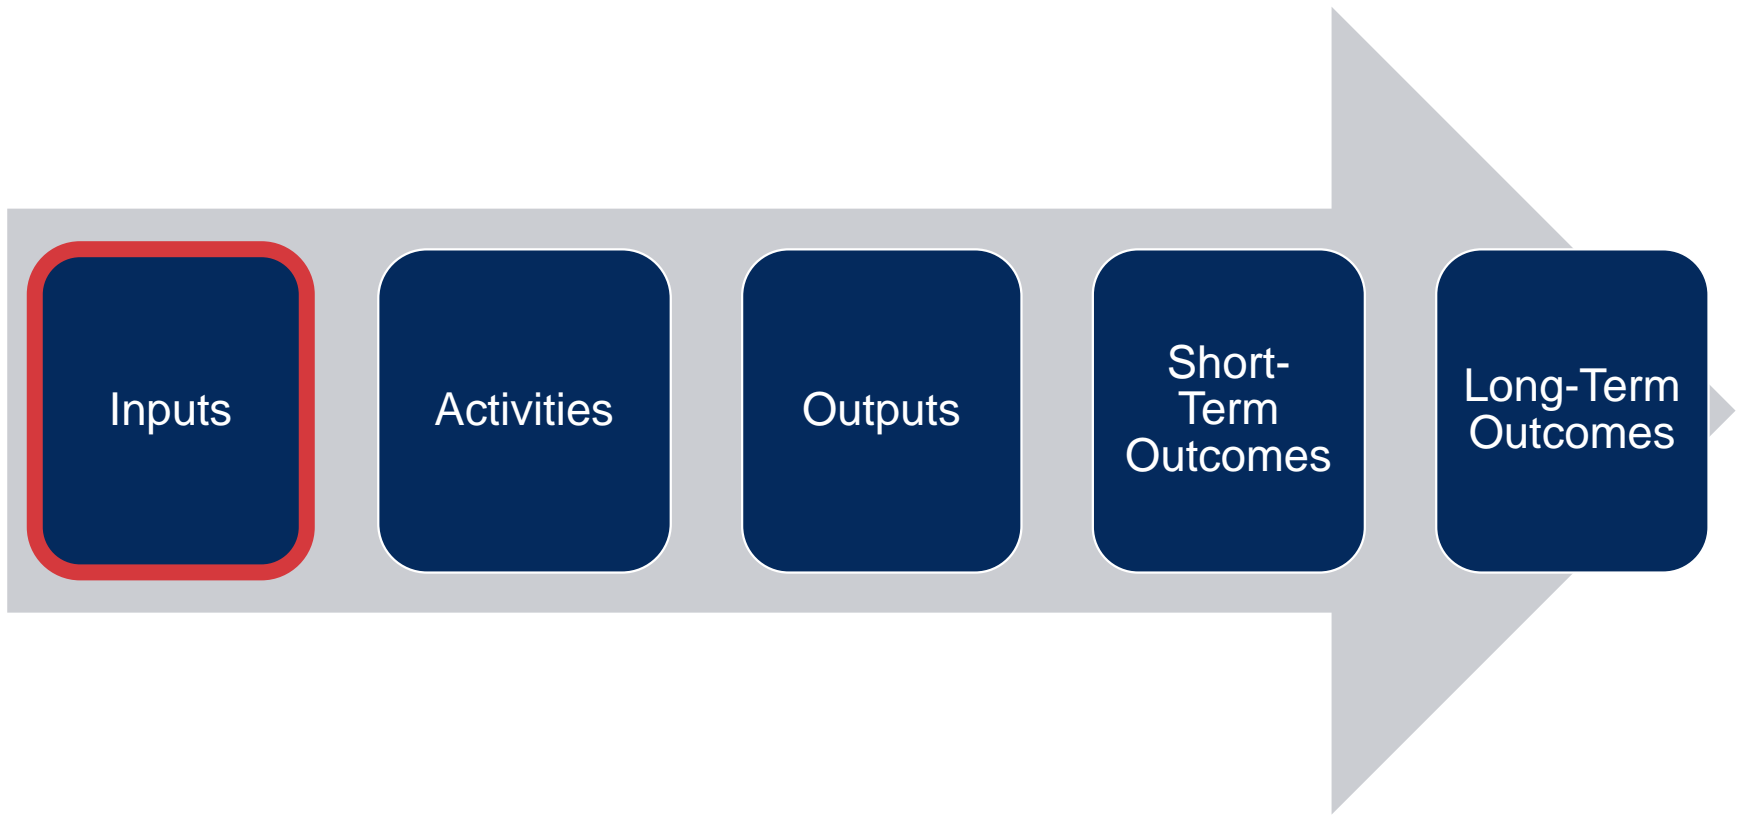 Inputs
Activities
Outputs
Short-
Term
Outcomes
Long-Term
Outcomes